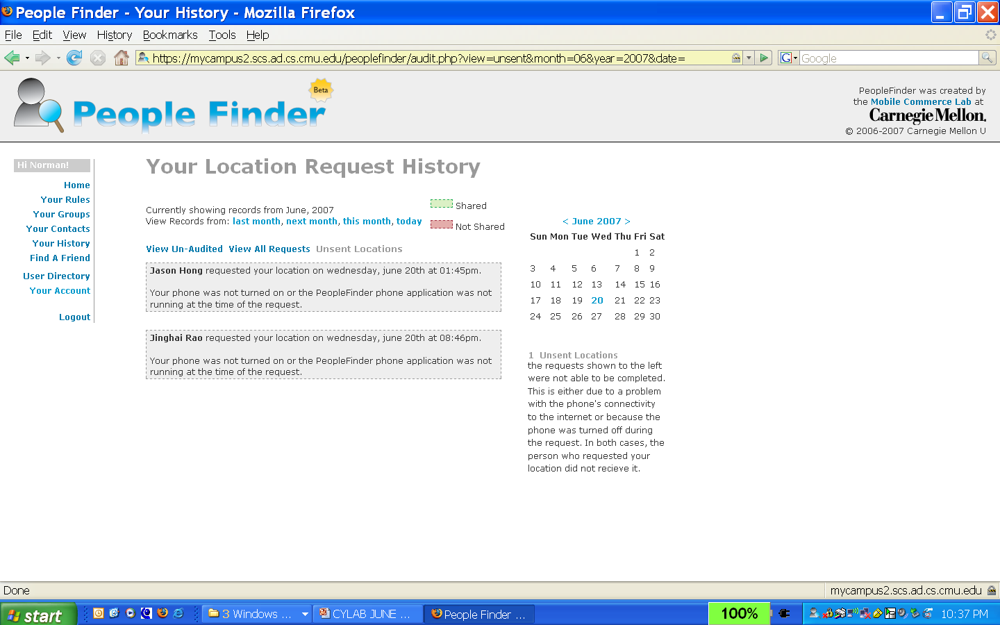 People Finder - Your History - Mozilla Firefox
File Edit View History Bookmarks Tools Help
https://mycampus2.scs.ad.cs.cmu.edu/peoplefinder/audit.php?view=unsent&month=06&year=2007&date=
G Google
People Finder
Beta
PeopleFinder was created by
the Mobile Commerce Lab at
Carnegie Mellon.
© 2006-2007 Carnegie Mellon U
Hi Norman!
Home
Your Rules
Your Groups
Your Contacts
Your History
Find A Friend
User Directory
Your Account
Logout
Your Location Request History
Currently showing records from June, 2007
View Records from: last month, next month, this month, today
Shared
Not Shared
View Un-Audited View All Requests Unsent Locations
Jason Hong requested your location on wednesday, june 20th at 01:45pm.
Your phone was not turned on or the PeopleFinder phone application was not
running at the time of the request.
Jinghai Rao requested your location on wednesday, june 20th at 08:46pm.
Your phone was not turned on or the PeopleFinder phone application was not
running at the time of the request.
< June 2007 >
Sun Mon Tue Wed Thu Fri Sat
1 2
3 4 5 6 7 8 9
10 11 12 13 14 15 16
17 18 19 20 21 22 23
24 25 26 27 28 29 30
1 Unsent Locations
the requests shown to the left
were not able to be completed.
This is either due to a problem
with the phone's connectivity
to the internet or because the
phone was turned off during
the request. In both cases, the
person who requested your
location did not recieve it.
Done
mycampus2.scs.ad.cs.cmu.edu
start
3 Windows ...
CYLAB JUNE ...
People Finder ...
100%
10:37 PM